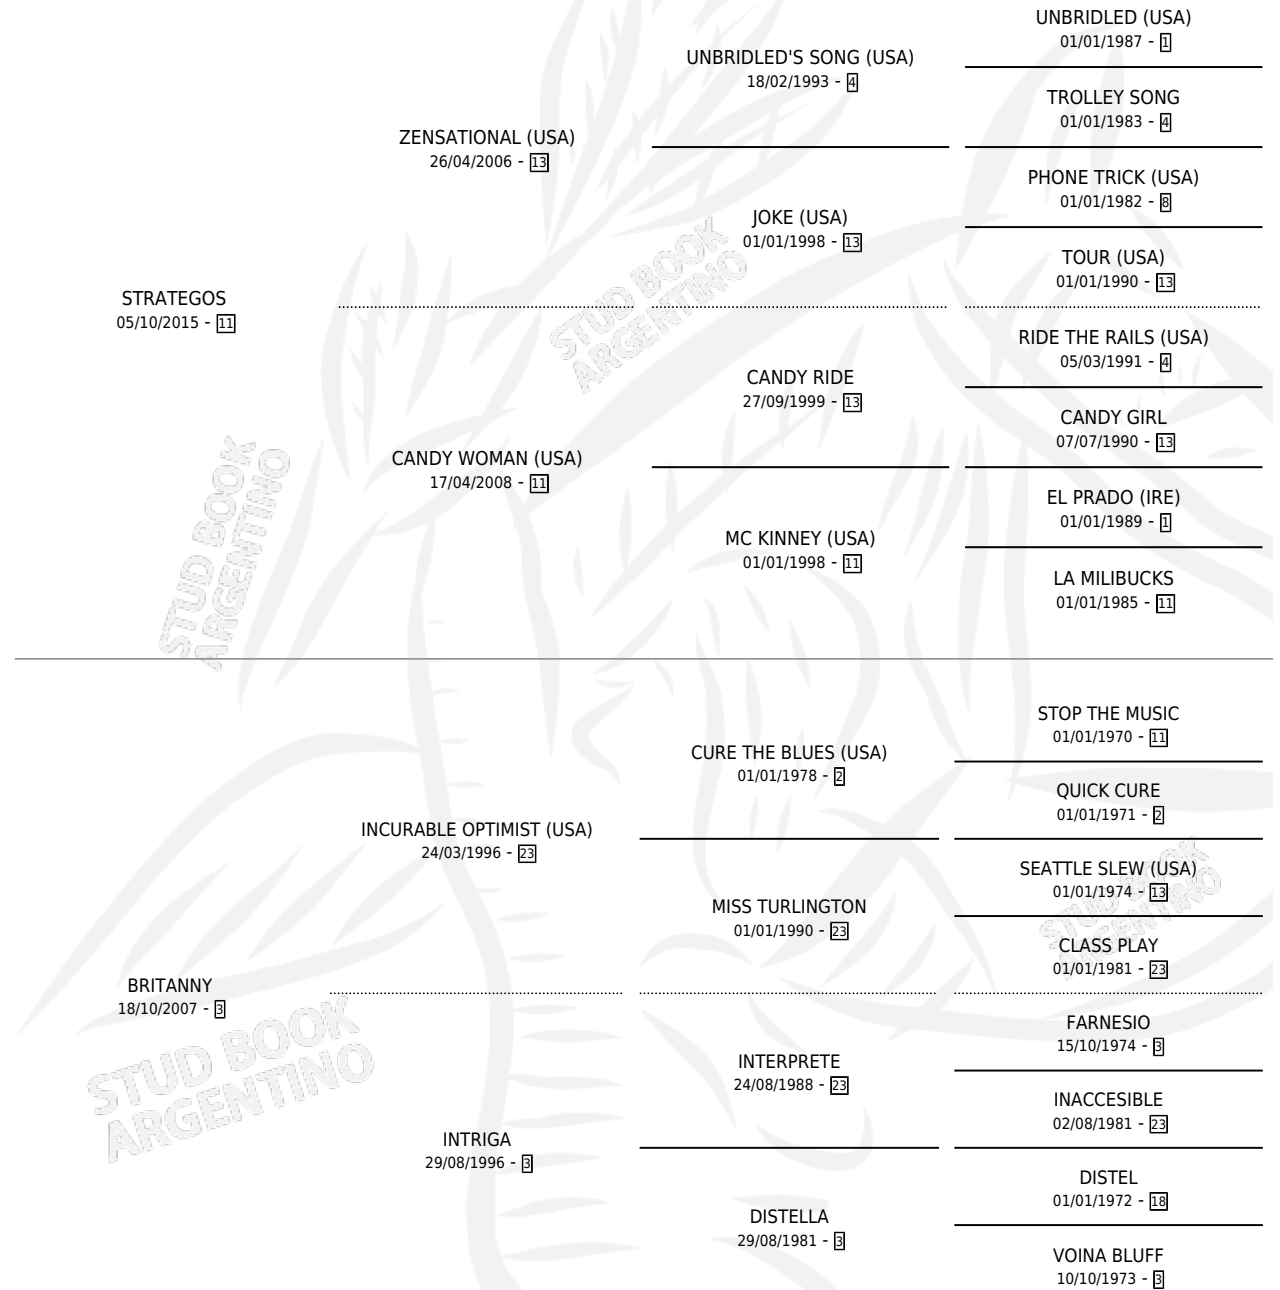 UNBRIDLED (USA)
01/01/1987 - 1
UNBRIDLED'S SONG (USA)
18/02/1993 - 4
TROLLEY SONG
01/01/1983 - 4
ZENSATIONAL (USA)
26/04/2006 - 13
PHONE TRICK (USA)
01/01/1982 - 8
JOKE (USA)
01/01/1998 - 13
TOUR (USA)
01/01/1990 - 13
STRATEGOS
05/10/2015 - 11
STUD BOOK
ARGENTINO
RIDE THE RAILS (USA)
05/03/1991 - 4
CANDY RIDE
27/09/1999 - 13
CANDY GIRL
07/07/1990 - 13
CANDY WOMAN (USA)
17/04/2008 - 11
EL PRADO (IRE)
01/01/1989 - 1
MC KINNEY (USA)
01/01/1998 - 11
LA MILIBUCKS
01/01/1985 - 11
STUD BOOK
ARGENTINO
STOP THE MUSIC
01/01/1970 - 11
CURE THE BLUES (USA)
01/01/1978 - 2
QUICK CURE
01/01/1971 - 2
INCURABLE OPTIMIST (USA)
24/03/1996 - 23
SEATTLE SLEW (USA)
01/01/1974 - 13
MISS TURLINGTON
01/01/1990 - 23
STUD BOOK
ARGENTINO
CLASS PLAY
01/01/1981 - 23
BRITANNY
18/10/2007 - 3
FARNESIO
15/10/1974 - 3
INTERPRETE
24/08/1988 - 23
INACCESIBLE
02/08/1981 - 23
STUD BOOK
ARGENTINO
INTRIGA
29/08/1996 - 3
DISTEL
01/01/1972 - 18
DISTELLA
29/08/1981 - 3
VOINA BLUFF
10/10/1973 - 3